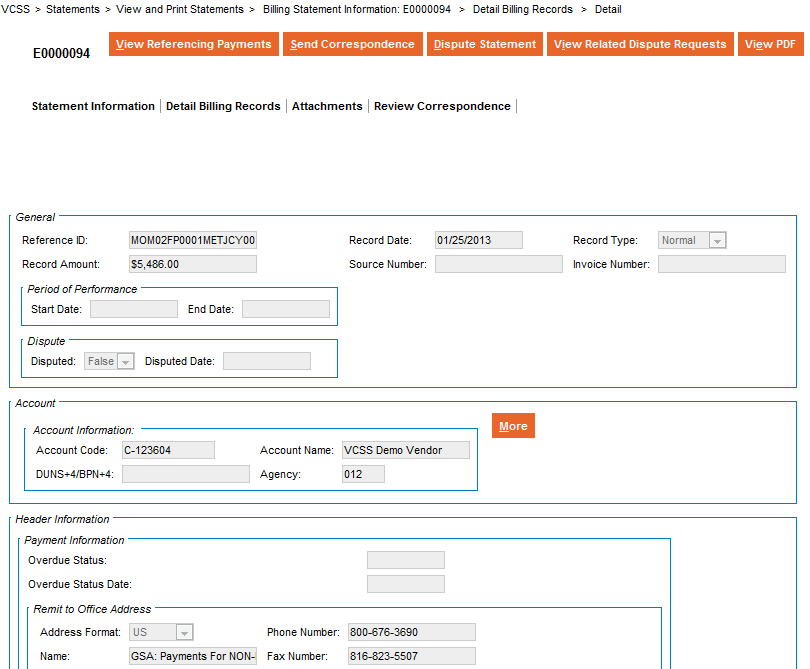 VCSS > Statements > View and Print Statements > Billing Statement Information: E0000094 > Detail Billing Records > Detail
E0000094 View Referencing Payments Send Correspondence Dispute Statement View Related Dispute Requests View PDF
Statement Information Detail Billing Records Attachments Review Correspondence
General
Reference ID: MOM02FP0001METJCY00 Record Date: 01/25/2013 Record Type: Normal
Record Amount: $5,486.00 Source Number: Invoice Number:
Period of Performance
Start Date: End Date:
Dispute
Disputed: False Disputed Date:
Account
Account Information: More
Account Code: C-123604 Account Name: VCSS Demo Vendor
DUNS+4/BPN+4: Agency: 012
Header Information
Payment Information
Overdue Status:
Overdue Status Date:
Remit to Office Address
Address Format: US Phone Number: 800-676-3690
Name: GSA: Payments For NON- Fax Number: 816-823-5507